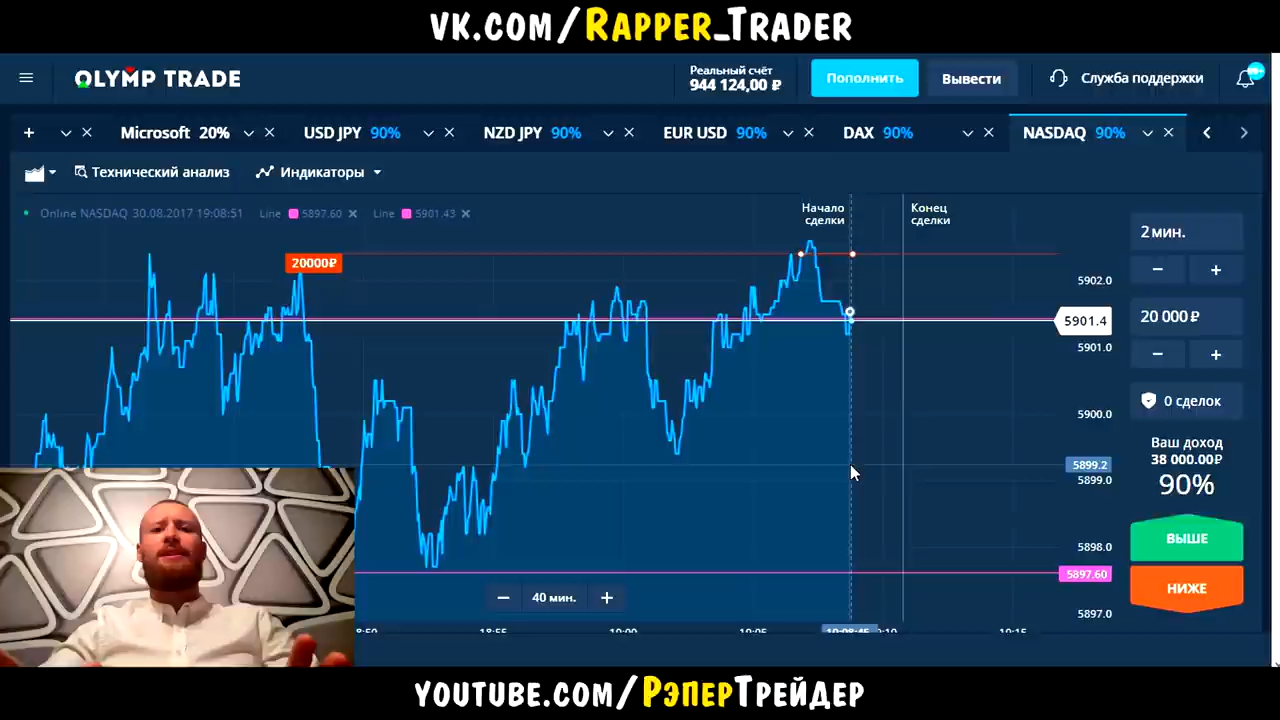 VK.COM/RAPPER_TRADER
OLYMP TRADE
Реальный счёт
944 124,00 ₽
Пополнить
Вывести
Служба поддержки
99+
Microsoft 20%
USD JPY 90%
NZD JPY 90%
EUR USD 90%
DAX 90%
NASDAQ 90%
Технический анализ
Индикаторы
Online NASDAQ 30.08.2017 19:08:51 Line 5897.60 Line 5901.43
Начало
сделки
Конец
сделки
2 мин.
20000₽
5902.0
20 000 ₽
5901.4
5901.0
0 сделок
5900.0
Ваш доход
38 000.00₽
90%
5899.2
5899.0
ВЫШЕ
5898.0
5897.60
НИЖЕ
40 мин.
5897.0
18:55 19:00 19:05 19:08:45 19:15
YOUTUBE.COM/РЭПЕРТРЕЙДЕР